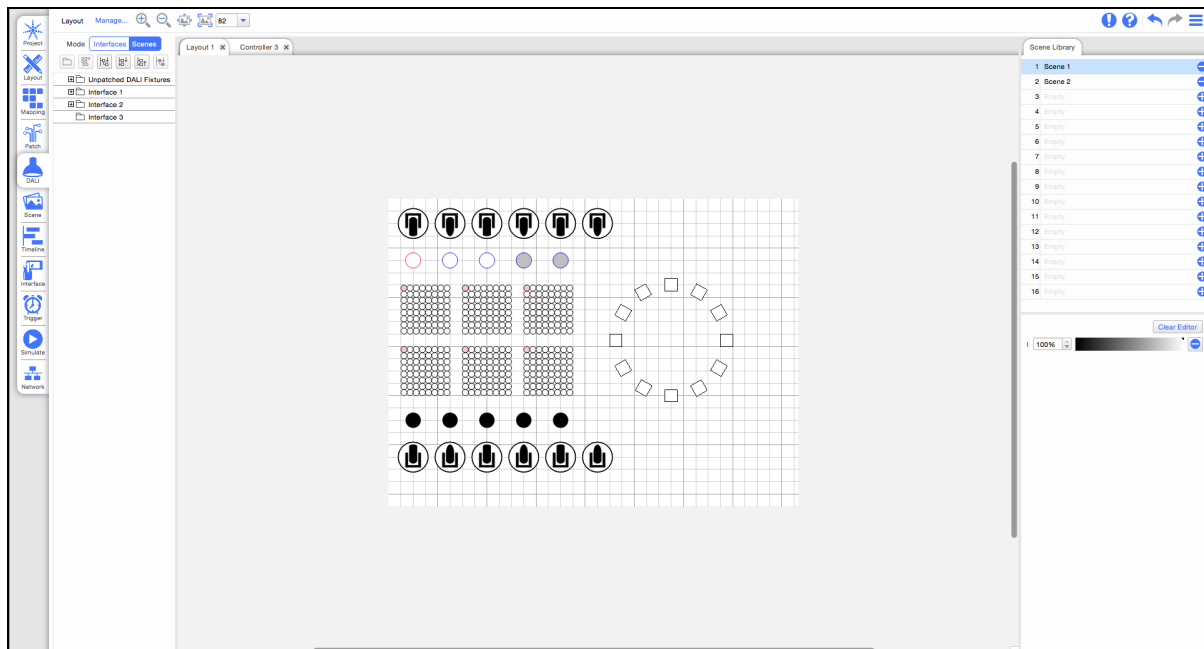 Layout Manage... 82
Project
Layout
Mapping
Patch
DALI
Scene
Timeline
Interface
Trigger
Simulate
Network
Mode Interfaces Scenes
Unpatched DALI Fixtures
Interface 1
Interface 2
Interface 3
Layout 1 Controller 3
Scene Library
1 Scene 1
2 Scene 2
3 Empty
4 Empty
5 Empty
6 Empty
7 Empty
8 Empty
9 Empty
10 Empty
11 Empty
12 Empty
13 Empty
14 Empty
15 Empty
16 Empty
Clear Editor
I 100%